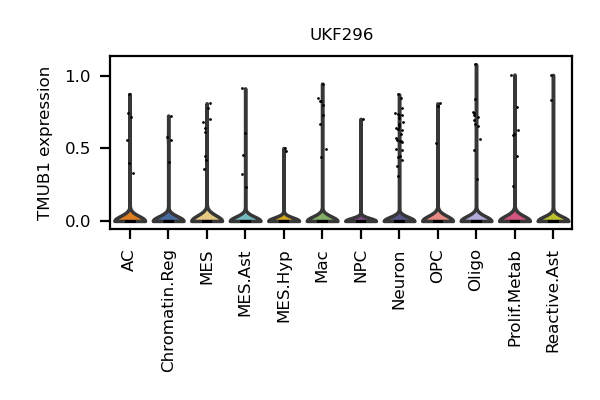 UKF296
TMUB1 expression
1.0
0.5
0.0
AC
Chromatin.Reg
MES
MES.Ast
MES.Hyp
Mac
NPC
Neuron
OPC
Oligo
Prolif.Metab
Reactive.Ast